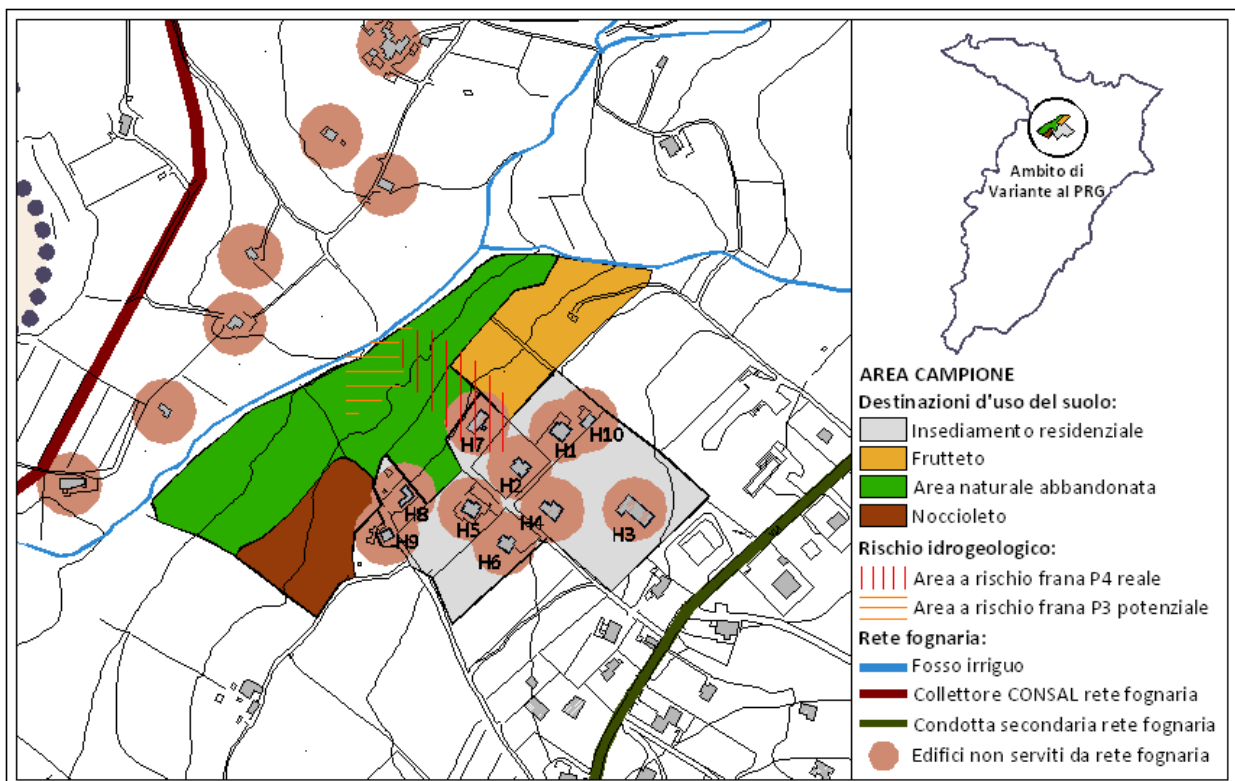 Ambito di
Variante al PRG
AREA CAMPIONE
Destinazioni d'uso del suolo:
Insediamento residenziale
Frutteto
Area naturale abbandonata
Noccioleto
Rischio idrogeologico:
Area a rischio frana P4 reale
Area a rischio frana P3 potenziale
Rete fognaria:
Fosso irriguo
Collettore CONSAL rete fognaria
Condotta secondaria rete fognaria
Edifici non serviti da rete fognaria
H7
H1
H10
H2
H8
H5
H4
H3
H9
H6